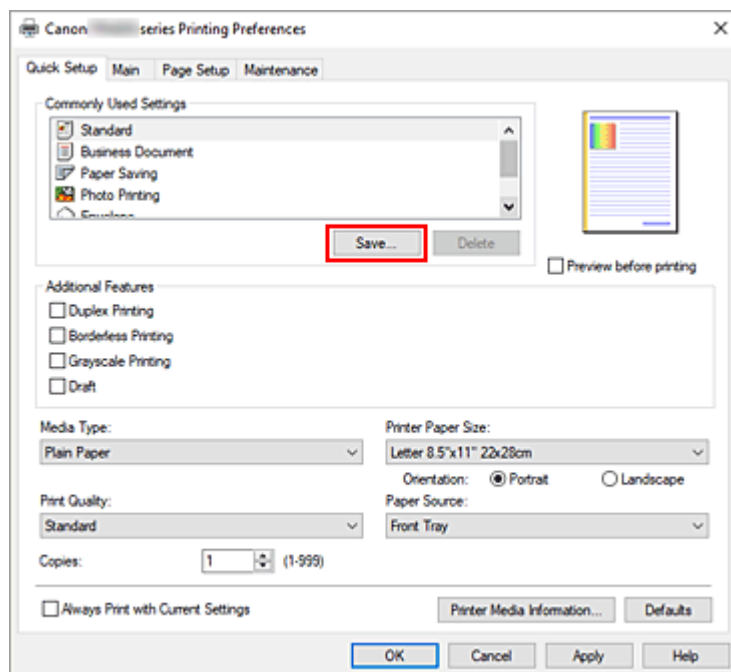 Canon series Printing Preferences
Quick Setup Main Page Setup Maintenance
Commonly Used Settings
Standard
Business Document
Paper Saving
Photo Printing
Envelope
Save... Delete
Preview before printing
Additional Features
Duplex Printing
Borderless Printing
Grayscale Printing
Draft
Media Type:
Plain Paper
Printer Paper Size:
Letter 8.5"x11" 22x28cm
Orientation: Portrait Landscape
Print Quality:
Standard
Paper Source:
Front Tray
Copies: 1 (1-999)
Always Print with Current Settings
Printer Media Information... Defaults
OK Cancel Apply Help